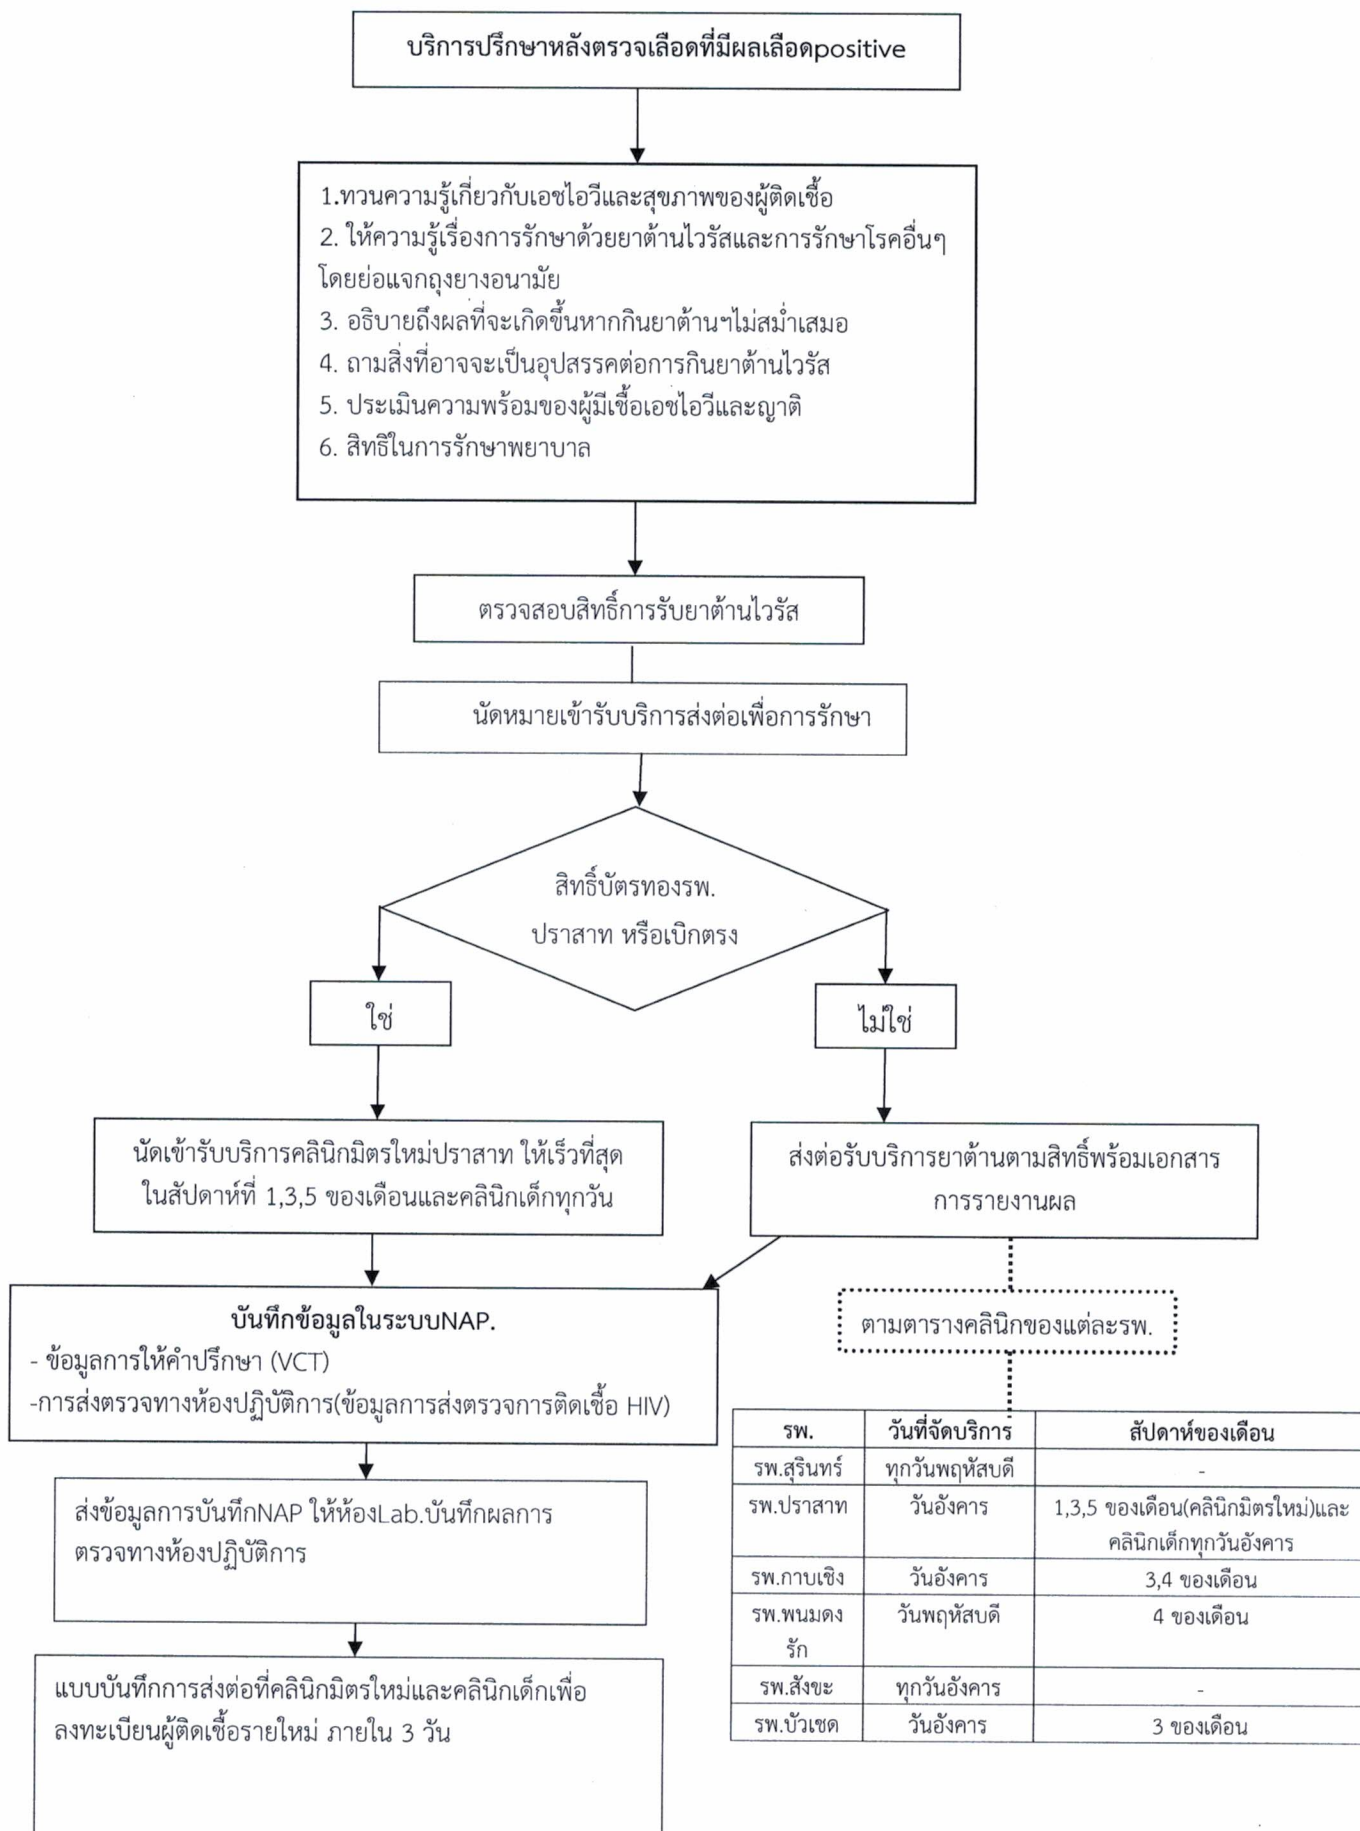 บริการปรึกษาหลังตรวจเลือดที่มีผลเลือดpositive
1.ทวนความรู้เกี่ยวกับเอชไอวีและสุขภาพของผู้ติดเชื้อ
2. ให้ความรู้เรื่องการรักษาด้วยยาต้านไวรัสและการรักษาโรคอื่นๆ
โดยย่อแจกถุงยางอนามัย
3. อธิบายถึงผลที่จะเกิดขึ้นหากกินยาต้านฯไม่สม่ำเสมอ
4. ถามสิ่งที่อาจจะเป็นอุปสรรคต่อการกินยาต้านไวรัส
5. ประเมินความพร้อมของผู้มีเชื้อเอชไอวีและญาติ
6. สิทธิในการรักษาพยาบาล
ตรวจสอบสิทธิ์การรับยาต้านไวรัส
นัดหมายเข้ารับบริการส่งต่อเพื่อการรักษา
สิทธิ์บัตรทองรพ.
ปราสาท หรือเบิกตรง
ใช่
ไม่ใช่
นัดเข้ารับบริการคลินิกมิตรใหม่ปราสาท ให้เร็วที่สุด
ในสัปดาห์ที่ 1,3,5 ของเดือนและคลินิกเด็กทุกวัน
ส่งต่อรับบริการยาต้านตามสิทธิ์พร้อมเอกสาร
การรายงานผล
บันทึกข้อมูลในระบบNAP.
- ข้อมูลการให้คำปรึกษา (VCT)
-การส่งตรวจทางห้องปฏิบัติการ(ข้อมูลการส่งตรวจการติดเชื้อ HIV)
ตามตารางคลินิกของแต่ละรพ.
ส่งข้อมูลการบันทึกNAP ให้ห้องLab.บันทึกผลการ
ตรวจทางห้องปฏิบัติการ
แบบบันทึกการส่งต่อที่คลินิกมิตรใหม่และคลินิกเด็กเพื่อ
ลงทะเบียนผู้ติดเชื้อรายใหม่ ภายใน 3 วัน
รพ. วันที่จัดบริการ สัปดาห์ของเดือน
รพ.สุรินทร์ ทุกวันพฤหัสบดี -
รพ.ปราสาท วันอังคาร 1,3,5 ของเดือน(คลินิกมิตรใหม่)และ
คลินิกเด็กทุกวันอังคาร
รพ.กาบเชิง วันอังคาร 3,4 ของเดือน
รพ.พนมดง วันพฤหัสบดี 4 ของเดือน
รัก
รพ.สังขะ ทุกวันอังคาร -
รพ.บัวเชด วันอังคาร 3 ของเดือน